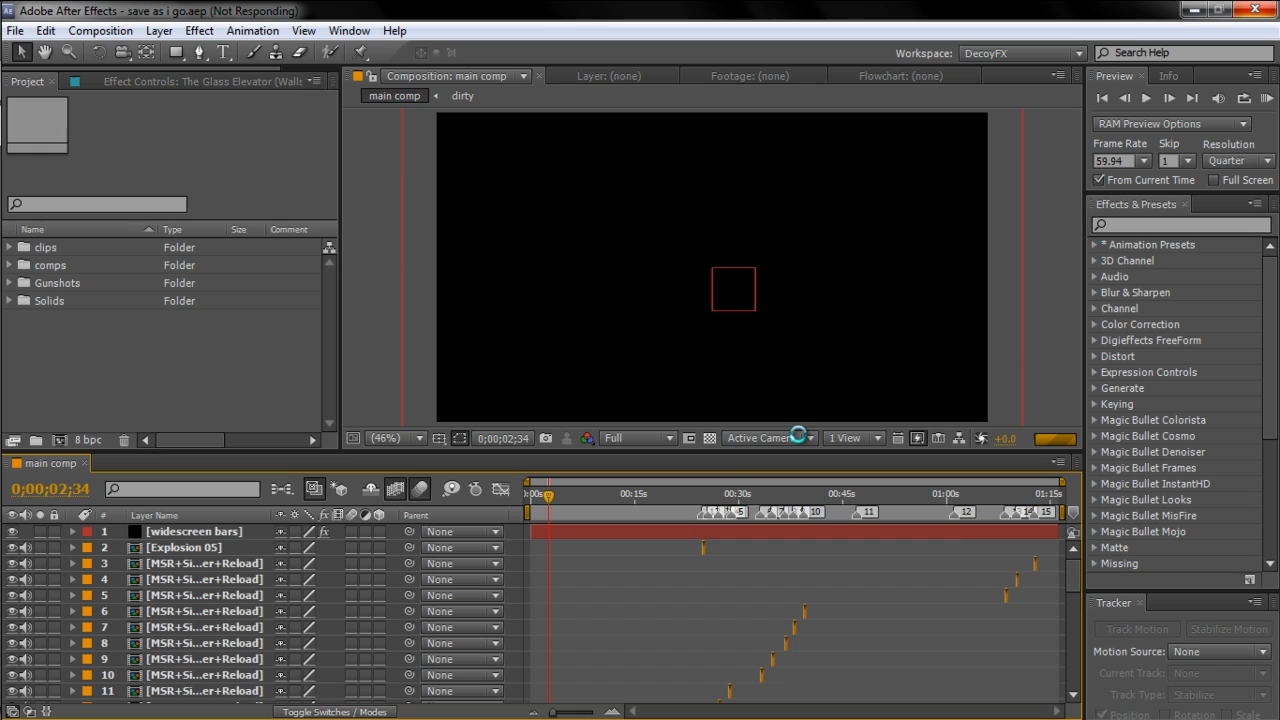 Adobe After Effects - save as i go.aep (Not Responding)
File Edit Composition Layer Effect Animation View Window Help
Workspace: DecoyFX Search Help
Project Effect Controls: The Glass Elevator (Walls
Composition: main comp Layer: (none) Footage: (none) Flowchart: (none)
main comp dirty
Preview Info
RAM Preview Options
Frame Rate Skip Resolution
59.94 1 Quarter
From Current Time Full Screen
Effects & Presets
* Animation Presets
3D Channel
Audio
Blur & Sharpen
Channel
Color Correction
Digieffects FreeForm
Distort
Expression Controls
Generate
Keying
Magic Bullet Colorista
Magic Bullet Cosmo
Magic Bullet Denoiser
Magic Bullet Frames
Magic Bullet InstantHD
Magic Bullet Looks
Magic Bullet MisFire
Magic Bullet Mojo
Matte
Missing
Name Type Size Comment
clips Folder
comps Folder
Gunshots Folder
Solids Folder
8 bpc
(46%) 0;00;02;34 Full Active Camera 1 View +0.0
main comp
0;00;02;34
0:00s 00:15s 00:30s 00:45s 01:00s 01:15s
5 10 11 12 14 15
# Layer Name Parent
1 [widescreen bars] None
2 [Explosion 05] None
3 [MSR+Si...er+Reload] None
4 [MSR+Si...er+Reload] None
5 [MSR+Si...er+Reload] None
6 [MSR+Si...er+Reload] None
7 [MSR+Si...er+Reload] None
8 [MSR+Si...er+Reload] None
9 [MSR+Si...er+Reload] None
10 [MSR+Si...er+Reload] None
11 [MSR+Si...er+Reload] None
Toggle Switches / Modes
Tracker
Track Motion Stabilize Motion
Motion Source: None
Current Track: None
Track Type: Stabilize
Position Rotation Scale